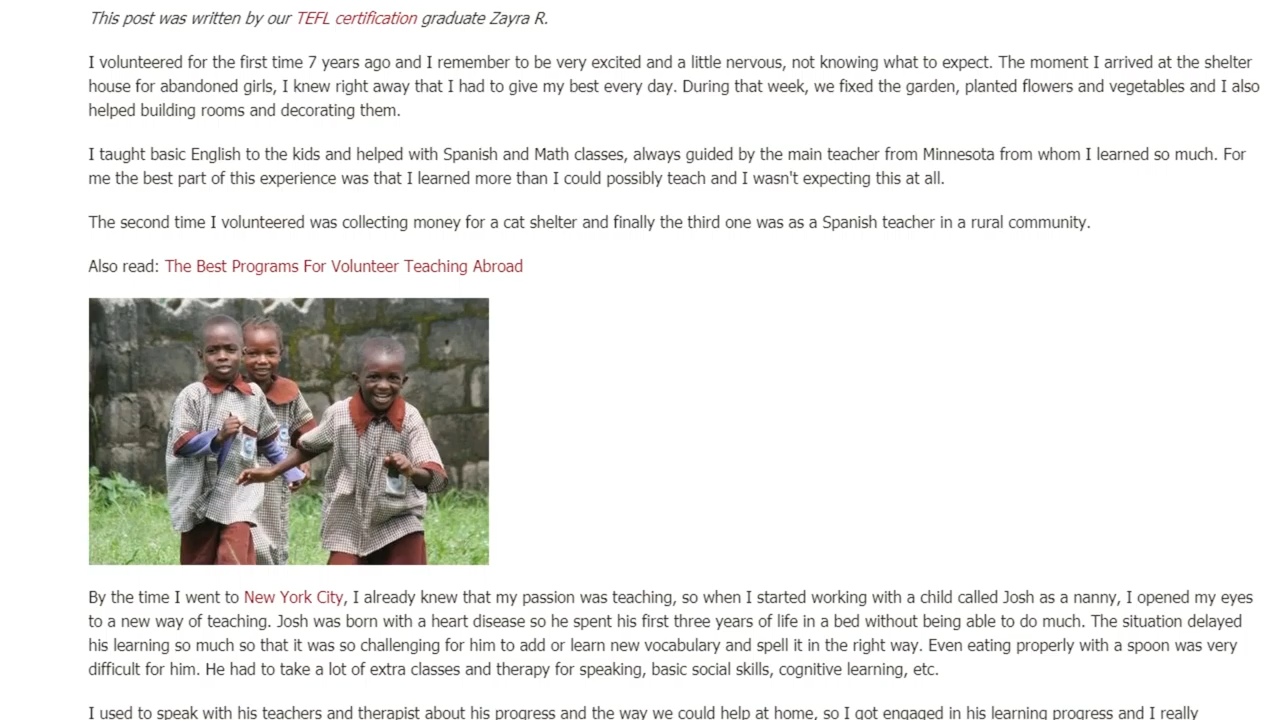 This post was written by our TEFL certification graduate Zayra R.
I volunteered for the first time 7 years ago and I remember to be very excited and a little nervous, not knowing what to expect. The moment I arrived at the shelter
house for abandoned girls, I knew right away that I had to give my best every day. During that week, we fixed the garden, planted flowers and vegetables and I also
helped building rooms and decorating them.
I taught basic English to the kids and helped with Spanish and Math classes, always guided by the main teacher from Minnesota from whom I learned so much. For
me the best part of this experience was that I learned more than I could possibly teach and I wasn't expecting this at all.
The second time I volunteered was collecting money for a cat shelter and finally the third one was as a Spanish teacher in a rural community.
Also read: The Best Programs For Volunteer Teaching Abroad
By the time I went to New York City, I already knew that my passion was teaching, so when I started working with a child called Josh as a nanny, I opened my eyes
to a new way of teaching. Josh was born with a heart disease so he spent his first three years of life in a bed without being able to do much. The situation delayed
his learning so much so that it was so challenging for him to add or learn new vocabulary and spell it in the right way. Even eating properly with a spoon was very
difficult for him. He had to take a lot of extra classes and therapy for speaking, basic social skills, cognitive learning, etc.
I used to speak with his teachers and therapist about his progress and the way we could help at home, so I got engaged in his learning progress and I really